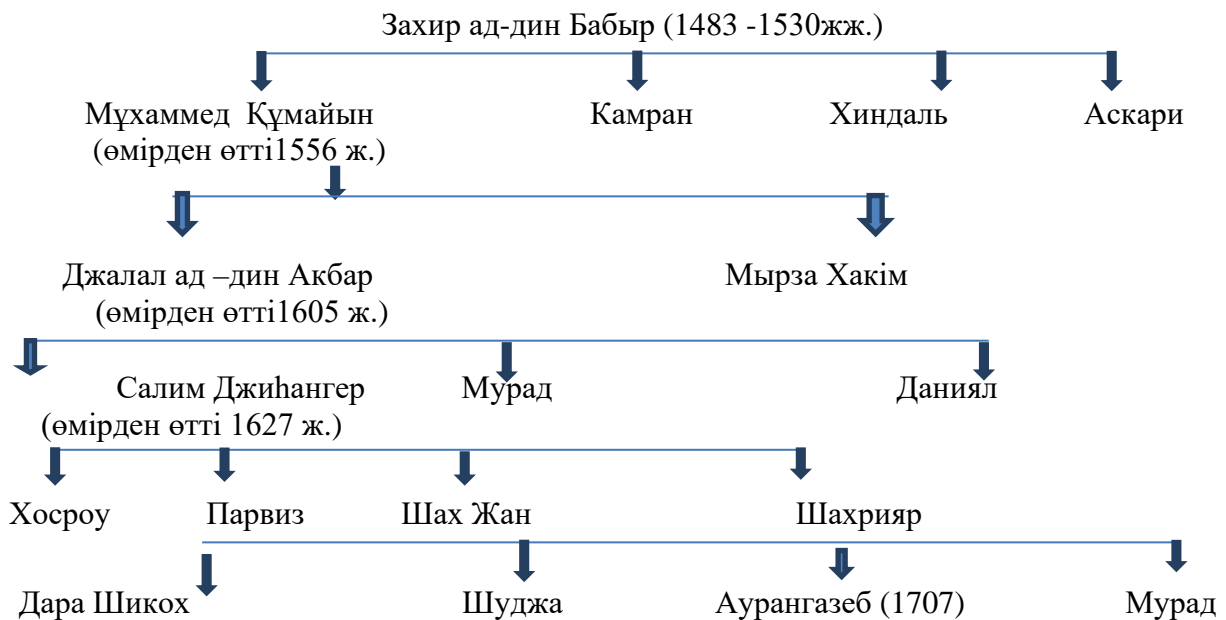 Захир ад-дин Бабыр (1483 -1530жж.)
Мұхаммед Құмайын Камран Хиндаль Аскари
(өмірден өтті1556 ж.)
Джалал ад –дин Акбар Мырза Хакім
(өмірден өтті1605 ж.)
Салим Джиһангер Мурад Даниял
(өмірден өтті 1627 ж.)
Хосроу Парвиз Шах Жан Шахрияр
Дара Шикох Шуджа Аурангазеб (1707) Мурад